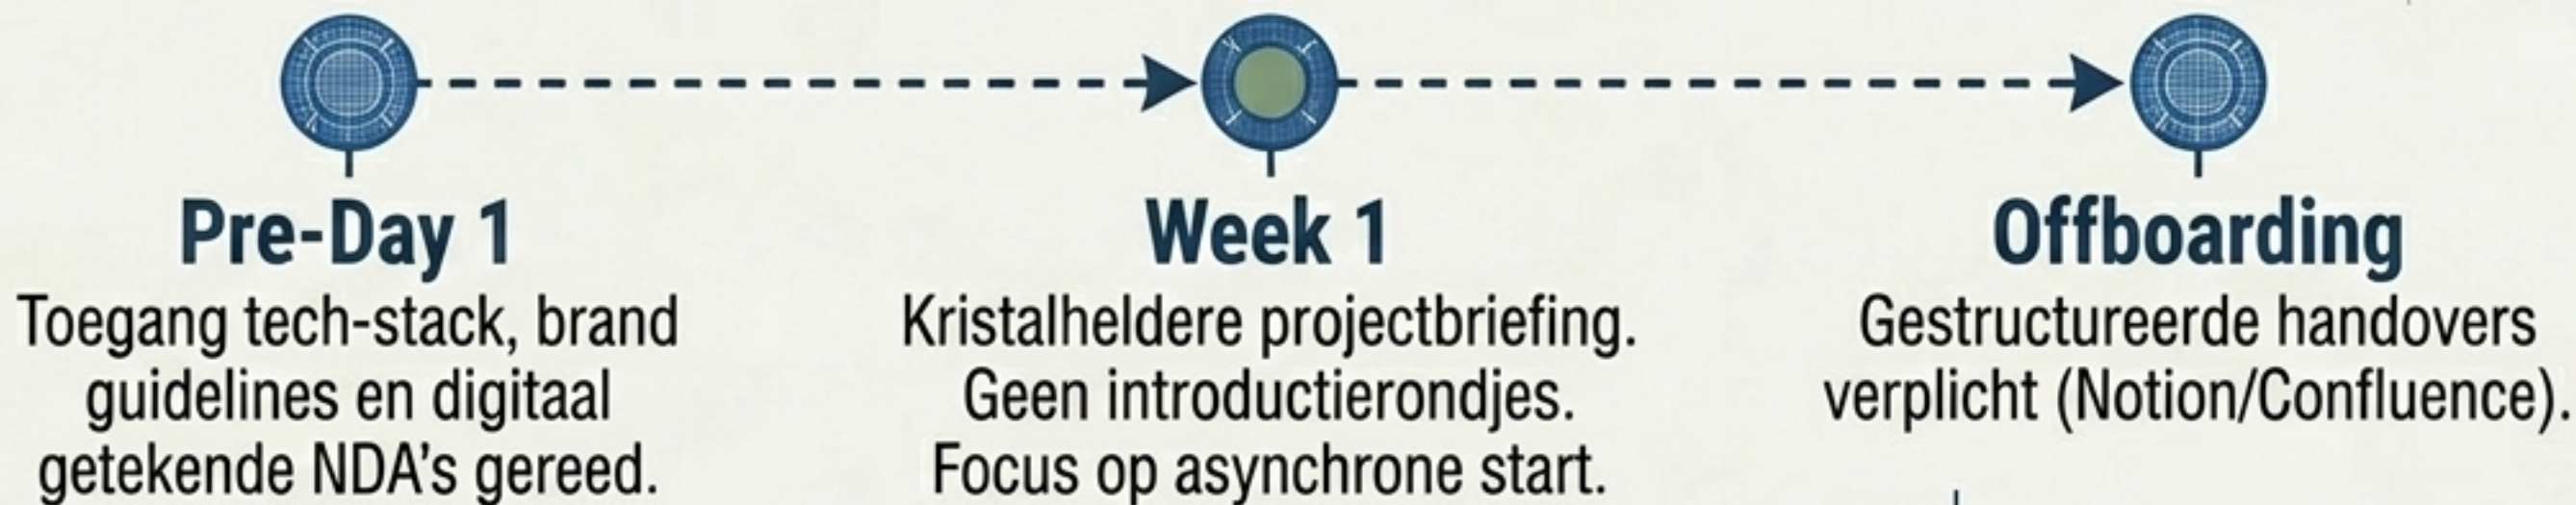 Pre-Day 1
Toegang tech-stack, brand
guidelines en digitaal
getekende NDA’s gereed.
Week 1
Kristalheldere projectbriefing.
Geen introductierondjes.
Focus op asynchrone start.
Offboarding
Gestructureerde handovers
verplicht (Notion/Confluence).